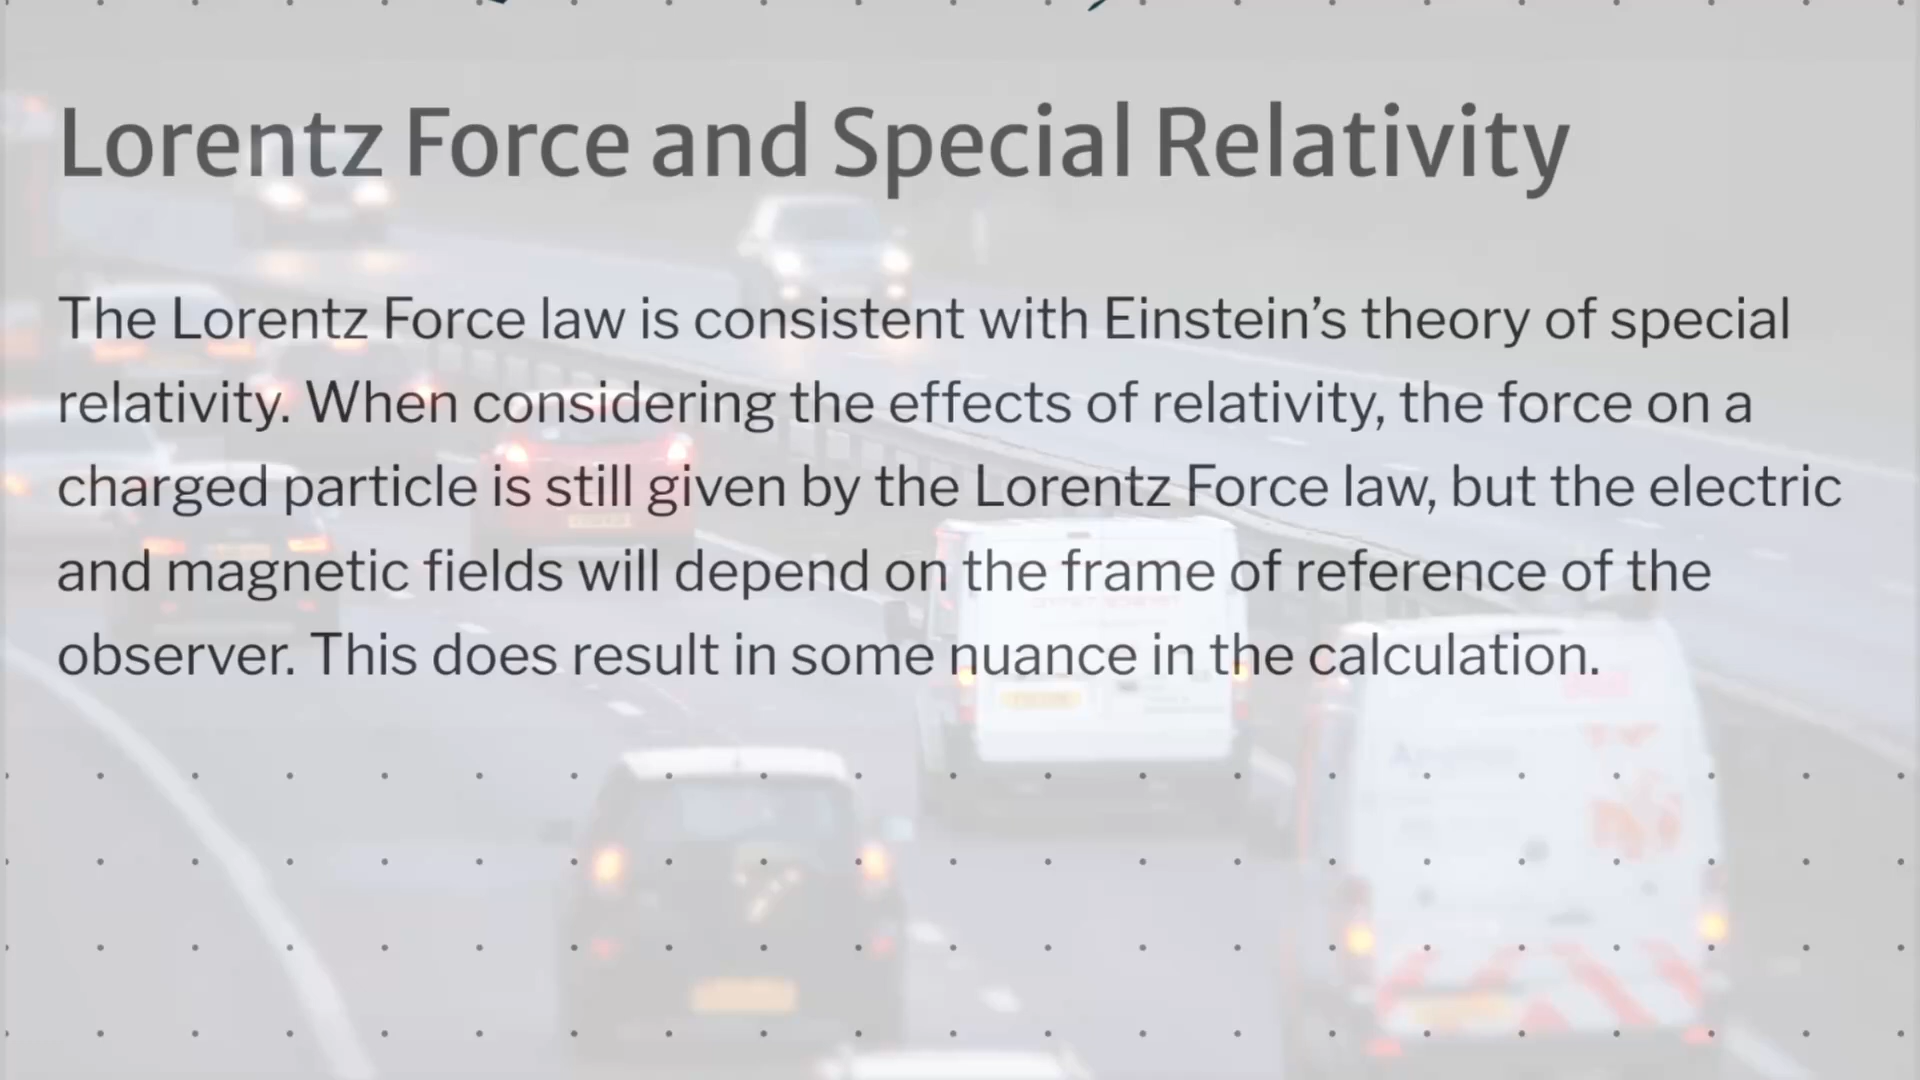 Lorentz Force and Special Relativity
The Lorentz Force law is consistent with Einstein’s theory of special
relativity. When considering the effects of relativity, the force on a
charged particle is still given by the Lorentz Force law, but the electric
and magnetic fields will depend on the frame of reference of the
observer. This does result in some nuance in the calculation.